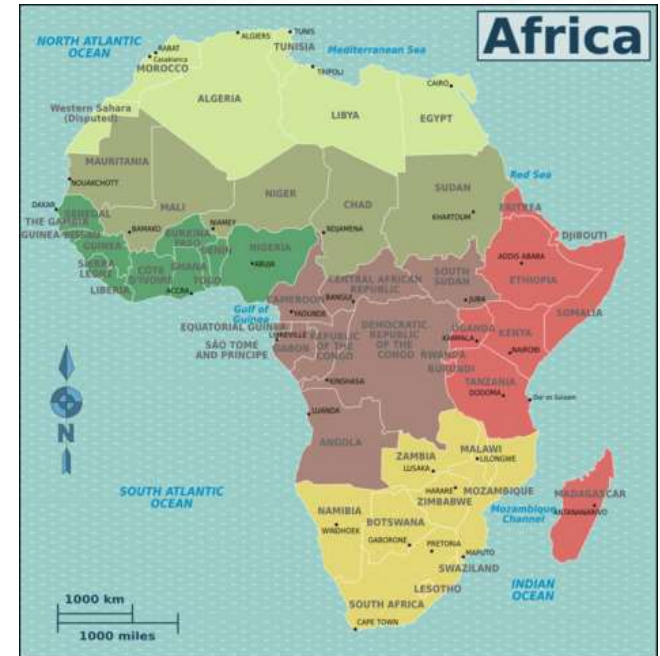 Africa
NORTH ATLANTIC
OCEAN
RABAT
Casablanca
MOROCCO
ALGIERS
TUNIS
TUNISIA
Mediterranean Sea
TRIPOLI
CAIRO
ALGERIA
LIBYA
EGYPT
Western Sahara
(Disputed)
MAURITANIA
NOUAKCHOTT
MALI
NIGER
CHAD
SUDAN
KHARTOUM
Red Sea
ERITREA
DJIBOUTI
DAKAR
SENEGAL
THE GAMBIA
GUINEA-BISSAU
BAMAKO
BURKINA
FASO
NIAMEY
NDJAMENA
GUINEA
SIERRA
LEONE
LIBERIA
COTE
D'IVOIRE
GHANA
TOGO
BENIN
NIGERIA
ABUJA
ACCRA
ADDIS ABABA
ETHIOPIA
SOMALIA
CENTRAL AFRICAN
REPUBLIC
SOUTH
SUDAN
JUBA
CAMEROON
BANGUI
YAOUNDE
Gulf of
Guinea
EQUATORIAL GUINEA
LIBREVILLE
SÃO TOME
AND PRINCIPE
GABON
REPUBLIC
OF THE
CONGO
DEMOCRATIC
REPUBLIC
OF THE
CONGO
UGANDA
KAMPALA
KENYA
NAIROBI
RWANDA
BURUNDI
TANZANIA
DODOMA
Dar es Salaam
KINSHASA
LUANDA
ANGOLA
N
ZAMBIA
LUSAKA
MALAWI
LILONGWE
HARARE
ZIMBABWE
MOZAMBIQUE
Mozambique
Channel
MADAGASCAR
ANTANANARIVO
SOUTH ATLANTIC
OCEAN
NAMIBIA
WINDHOEK
BOTSWANA
GABORONE
PRETORIA
MAPUTO
SWAZILAND
LESOTHO
SOUTH AFRICA
CAPE TOWN
INDIAN
OCEAN
1000 km
1000 miles